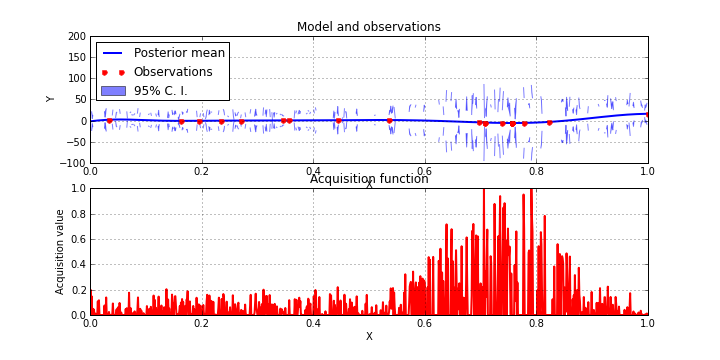 Model and observations
200
150
100
50
0
−50
−100
Y
Posterior mean
Observations
95% C. I.
0.0 0.2 0.4 0.6 0.8 1.0
X
Acquisition function
1.0
0.8
0.6
0.4
0.2
0.0
Acquisition value
0.0 0.2 0.4 0.6 0.8 1.0
X